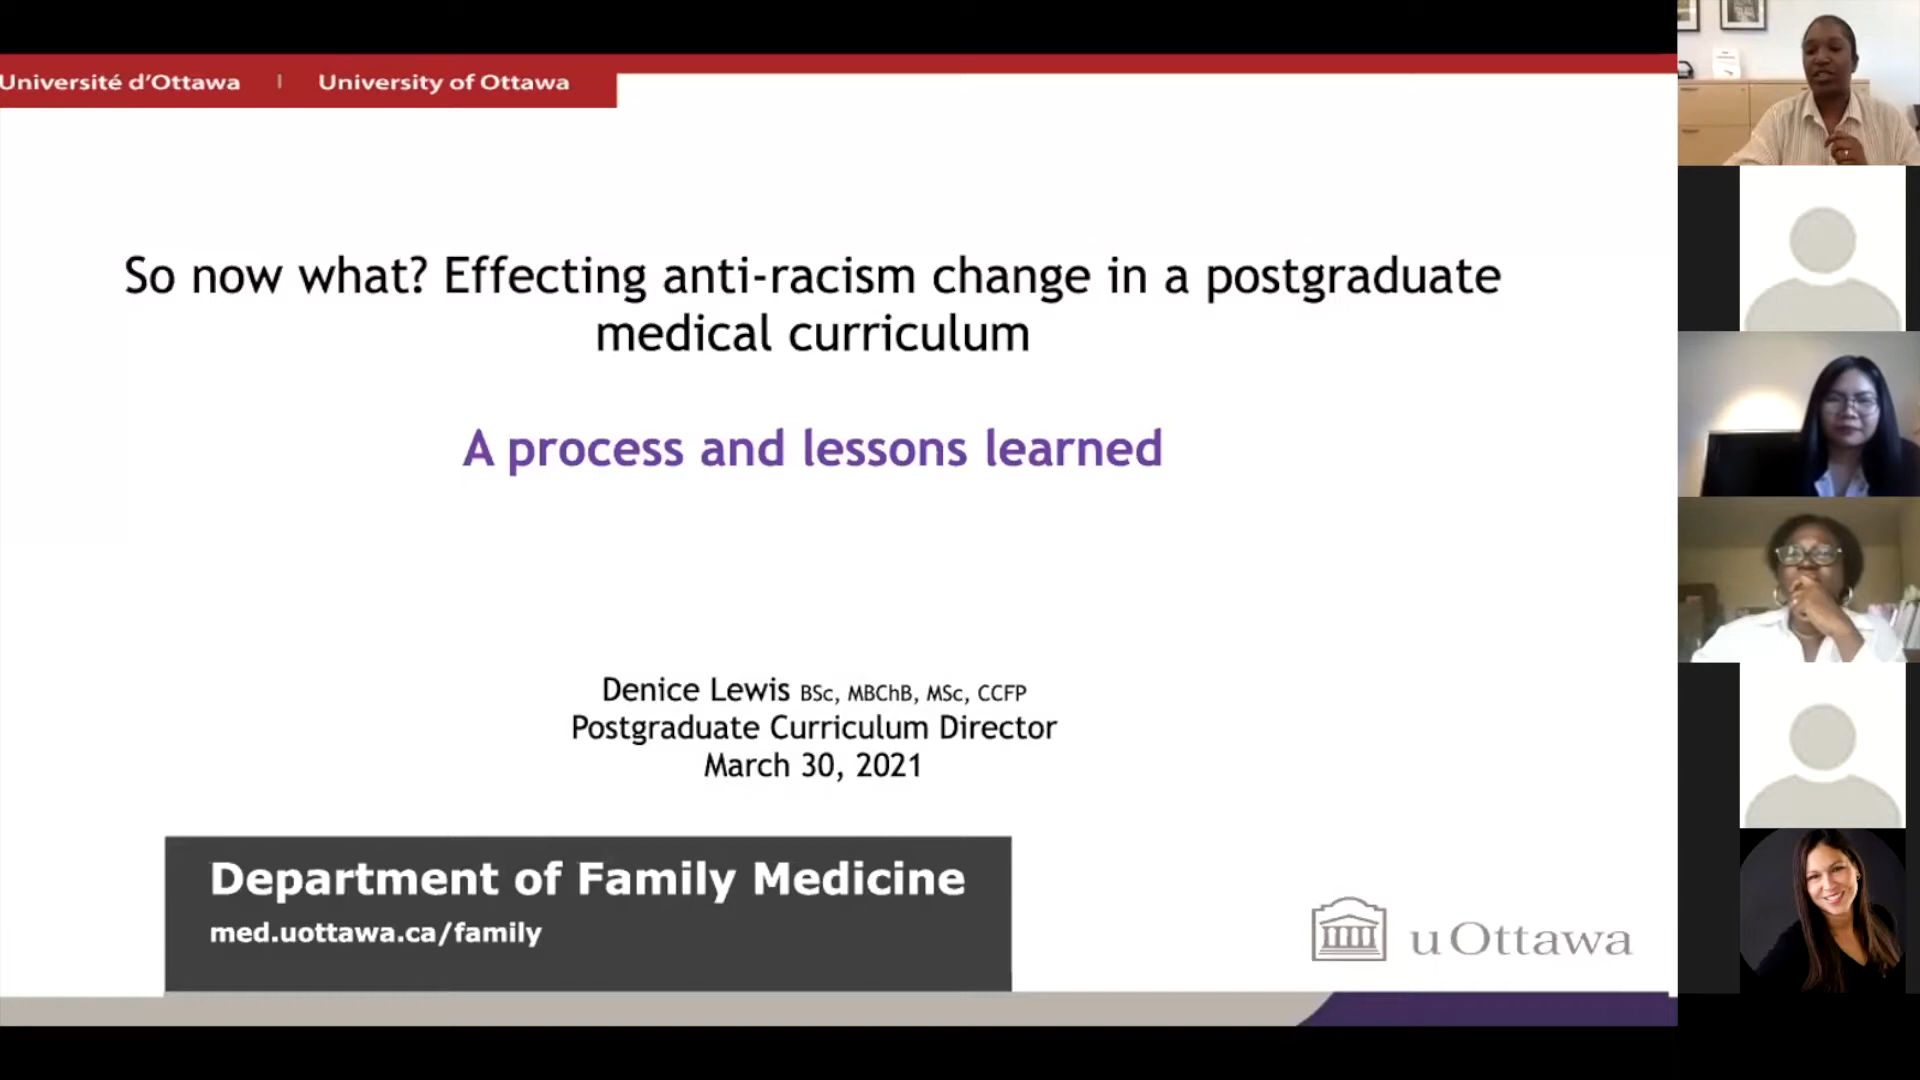 Université d'Ottawa | University of Ottawa
So now what? Effecting anti-racism change in a postgraduate
medical curriculum
A process and lessons learned
Denice Lewis BSc, MBChB, MSc, CCFP
Postgraduate Curriculum Director
March 30, 2021
Department of Family Medicine
med.uottawa.ca/family
uOttawa